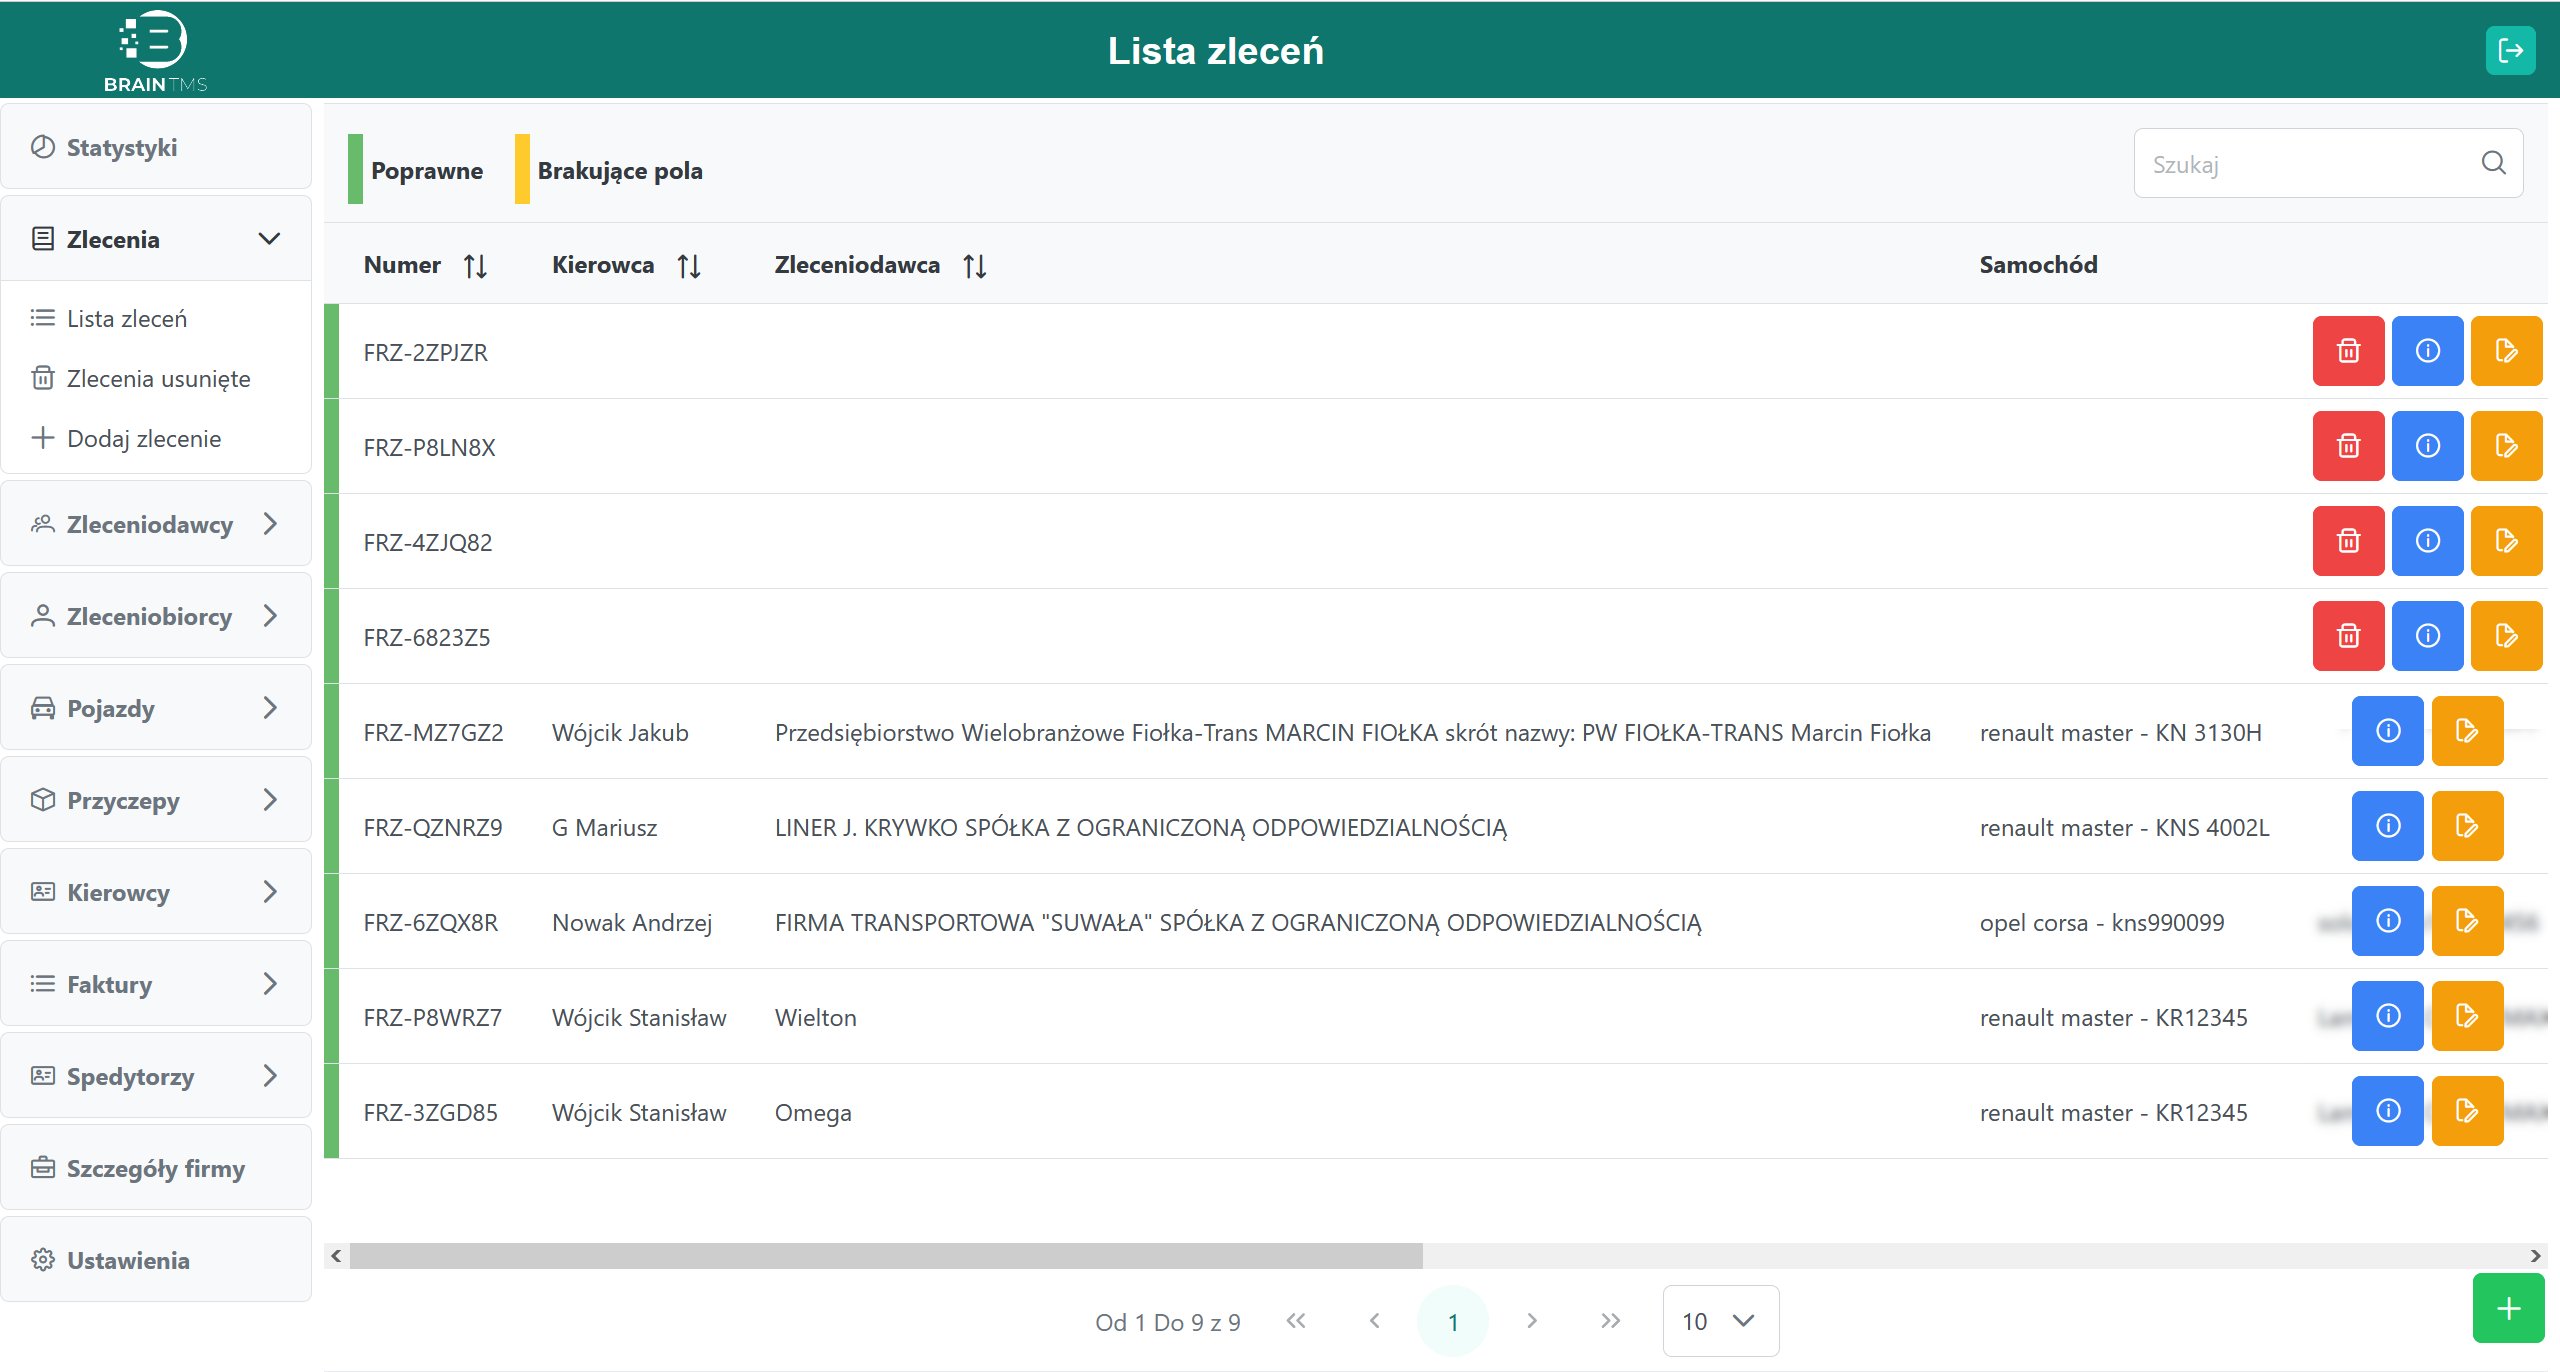 BRAINTMS
Lista zleceń
Statystyki
Zlecenia
Lista zleceń
Zlecenia usunięte
Dodaj zlecenie
Zleceniodawcy
Zleceniobiorcy
Pojazdy
Przyczepy
Kierowcy
Faktury
Spedytorzy
Szczegóły firmy
Ustawienia
Poprawne Brakujące pola
Szukaj
Numer Kierowca Zleceniodawca Samochód
FRZ-2ZPJZR
FRZ-P8LN8X
FRZ-4ZJQ82
FRZ-6823Z5
FRZ-MZ7GZ2 Wójcik Jakub Przedsiębiorstwo Wielobranżowe Fiołka-Trans MARCIN FIOŁKA skrót nazwy: PW FIOŁKA-TRANS Marcin Fiołka renault master - KN 3130H
FRZ-QZNRZ9 G Mariusz LINER J. KRYWKO SPÓŁKA Z OGRANICZONĄ ODPOWIEDZIALNOŚCIĄ renault master - KNS 4002L
FRZ-6ZQX8R Nowak Andrzej FIRMA TRANSPORTOWA "SUWAŁA" SPÓŁKA Z OGRANICZONĄ ODPOWIEDZIALNOŚCIĄ opel corsa - kns990099
FRZ-P8WRZ7 Wójcik Stanisław Wielton renault master - KR12345
FRZ-3ZGD85 Wójcik Stanisław Omega renault master - KR12345
Od 1 Do 9 z 9 1 10